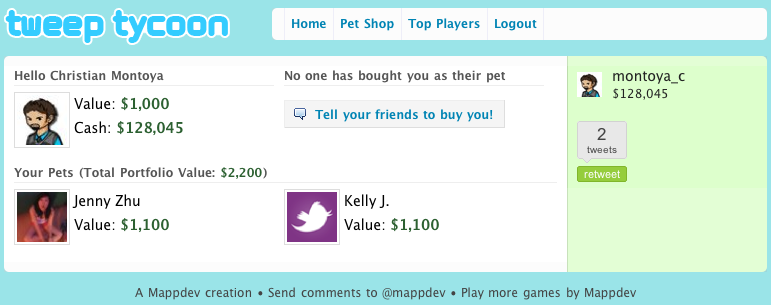 tweep tycoon
Home Pet Shop Top Players Logout
Hello Christian Montoya
Value: $1,000
Cash: $128,045
No one has bought you as their pet
Tell your friends to buy you!
montoya_c
$128,045
2
tweets
retweet
Your Pets (Total Portfolio Value: $2,200)
Jenny Zhu
Value: $1,100
Kelly J.
Value: $1,100
A Mappdev creation • Send comments to @mappdev • Play more games by Mappdev